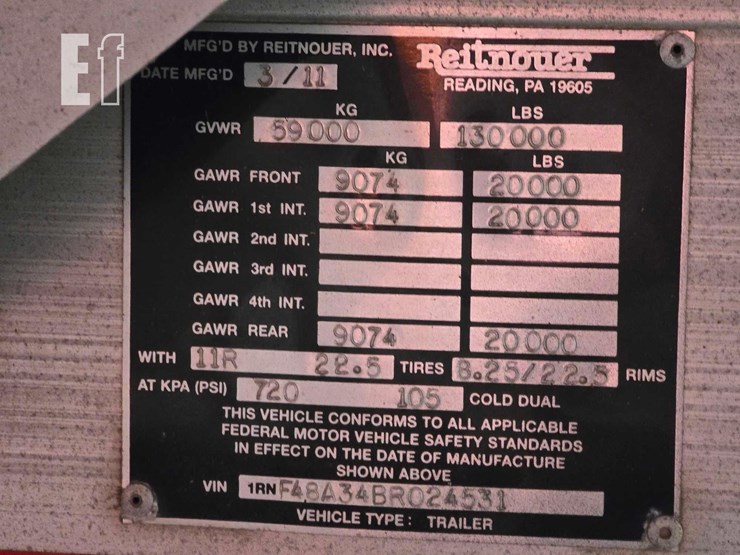 Ef
MFG'D BY REITNOUER, INC. Reitnouer
DATE MFG'D 3/11 READING, PA 19605
KG LBS
GVWR 59000 130000
KG LBS
GAWR FRONT 9074 20000
GAWR 1st INT. 9074 20000
GAWR 2nd INT.
GAWR 3rd INT.
GAWR 4th INT.
GAWR REAR 9074 20000
WITH 11R 22.5 TIRES 8.25/22.5 RIMS
AT KPA (PSI) 720 105 COLD DUAL
THIS VEHICLE CONFORMS TO ALL APPLICABLE
FEDERAL MOTOR VEHICLE SAFETY STANDARDS
IN EFFECT ON THE DATE OF MANUFACTURE
SHOWN ABOVE
VIN 1RNF48A34BR024531
VEHICLE TYPE: TRAILER